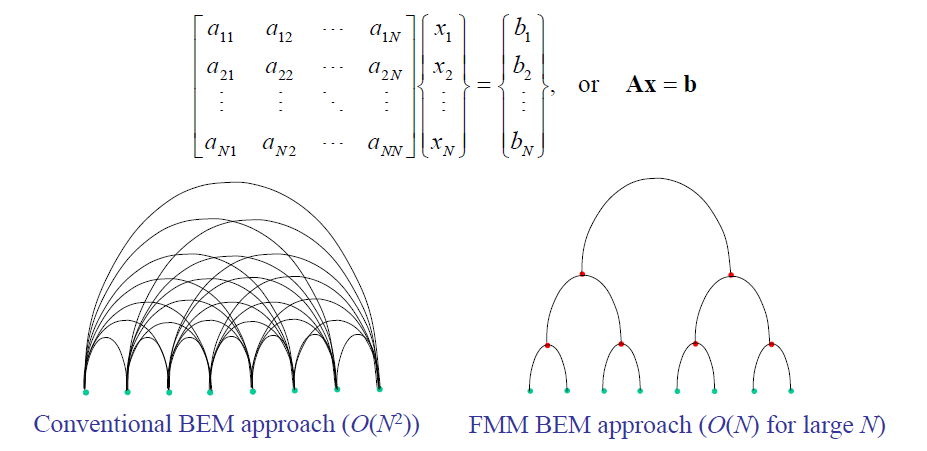 a₁₁ a₁₂ ··· a₁N x₁ b₁
a₂₁ a₂₂ ··· a₂N x₂ = b₂ , or Ax = b
⋮ ⋮ ⋱ ⋮ ⋮ ⋮
aN₁ aN₂ ··· aNN xN bN
Conventional BEM approach (O(N²)) FMM BEM approach (O(N) for large N)